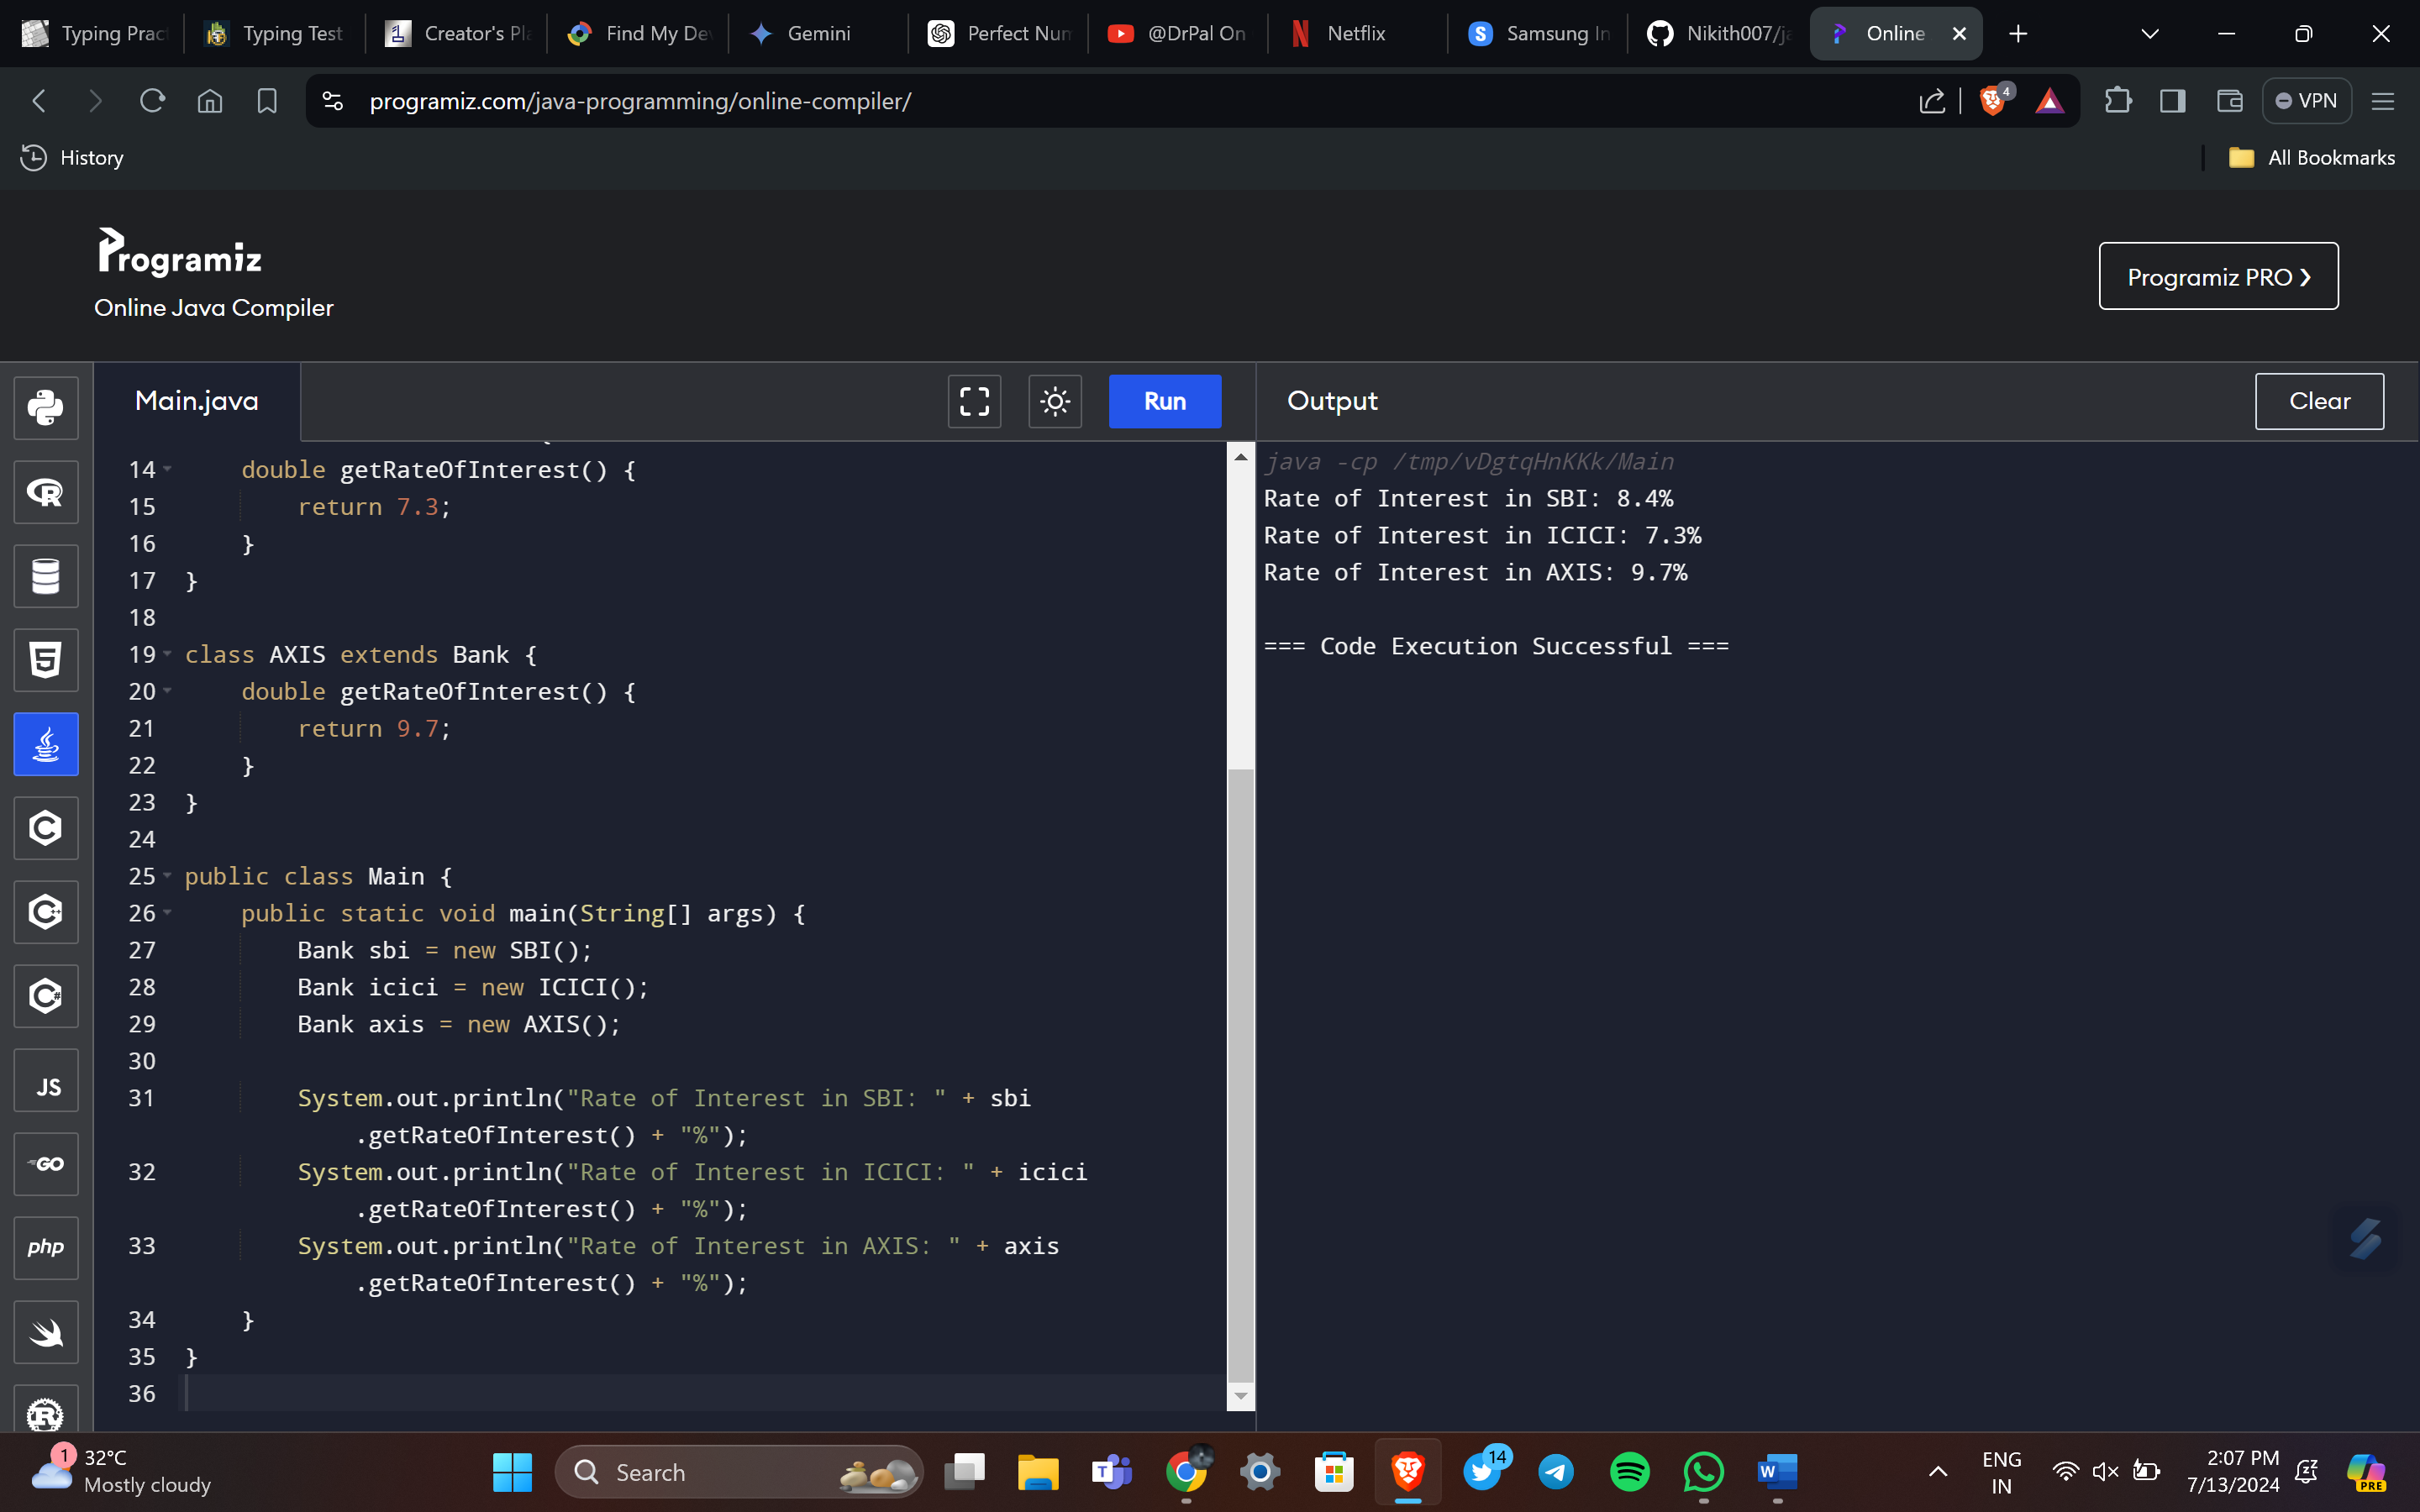 Typing Prac
Typing Test
Creator's Pl
Find My De
Gemini
Perfect Num
@DrPal On
Netflix
Samsung In
Nikith007/ja
Online
programiz.com/java-programming/online-compiler/
4
VPN
History
All Bookmarks
Programiz
Online Java Compiler
Programiz PRO ❯
Main.java
Run
Output
Clear
14 double getRateOfInterest() {
15 return 7.3;
16 }
17 }
18
19 class AXIS extends Bank {
20 double getRateOfInterest() {
21 return 9.7;
22 }
23 }
24
25 public class Main {
26 public static void main(String[] args) {
27 Bank sbi = new SBI();
28 Bank icici = new ICICI();
29 Bank axis = new AXIS();
30
31 System.out.println("Rate of Interest in SBI: " + sbi
.getRateOfInterest() + "%");
32 System.out.println("Rate of Interest in ICICI: " + icici
.getRateOfInterest() + "%");
33 System.out.println("Rate of Interest in AXIS: " + axis
.getRateOfInterest() + "%");
34 }
35 }
36
java -cp /tmp/vDgtqHnKKk/Main
Rate of Interest in SBI: 8.4%
Rate of Interest in ICICI: 7.3%
Rate of Interest in AXIS: 9.7%
=== Code Execution Successful ===
JS
GO
php
1
32°C
Mostly cloudy
Search
14
ENG
IN
2:07 PM
7/13/2024
PRE